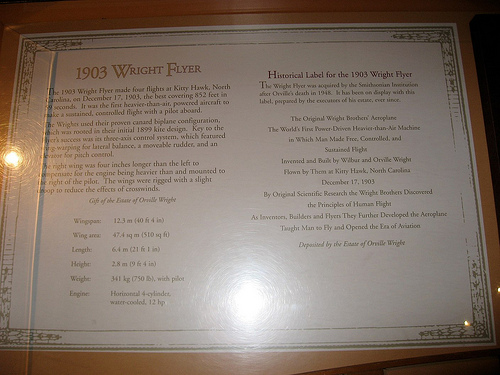 1903 WRIGHT FLYER
The 1903 Wright Flyer made four flights at Kitty Hawk, North
Carolina, on December 17, 1903, the best covering 852 feet in
seconds. It was the first heavier-than-air, powered aircraft to
make a sustained, controlled flight with a pilot aboard.
The Wrights used their proven canard biplane configuration,
which was rooted in their initial 1899 kite design. Key to the
Flyer's success was its three-axis control system, which featured
wing-warping for lateral balance, a moveable rudder, and an
elevator for pitch control.
The right wing was four inches longer than the left to
compensate for the engine being heavier than and mounted to
the right of the pilot. The wings were rigged with a slight
droop to reduce the effects of crosswinds.
Gift of the Estate of Orville Wright
Wingspan: 12.3 m (40 ft 4 in)
Wing area: 47.4 sq m (510 sq ft)
Length: 6.4 m (21 ft 1 in)
Height: 2.8 m (9 ft 4 in)
Weight: 341 kg (750 lb), with pilot
Engine: Horizontal 4-cylinder,
water-cooled, 12 hp
Historical Label for the 1903 Wright Flyer
The Wright Flyer was acquired by the Smithsonian Institution
after Orville's death in 1948. It has been on display with this
label, prepared by the executors of his estate, ever since.
The Original Wright Brothers' Aeroplane
The World's First Power-Driven Heavier-than-Air Machine
in Which Man Made Free, Controlled, and
Sustained Flight
Invented and Built by Wilbur and Orville Wright
Flown by Them at Kitty Hawk, North Carolina
December 17, 1903
By Original Scientific Research the Wright Brothers Discovered
the Principles of Human Flight
As Inventors, Builders and Flyers They Further Developed the Aeroplane
Taught Man to Fly and Opened the Era of Aviation
Deposited by the Estate of Orville Wright